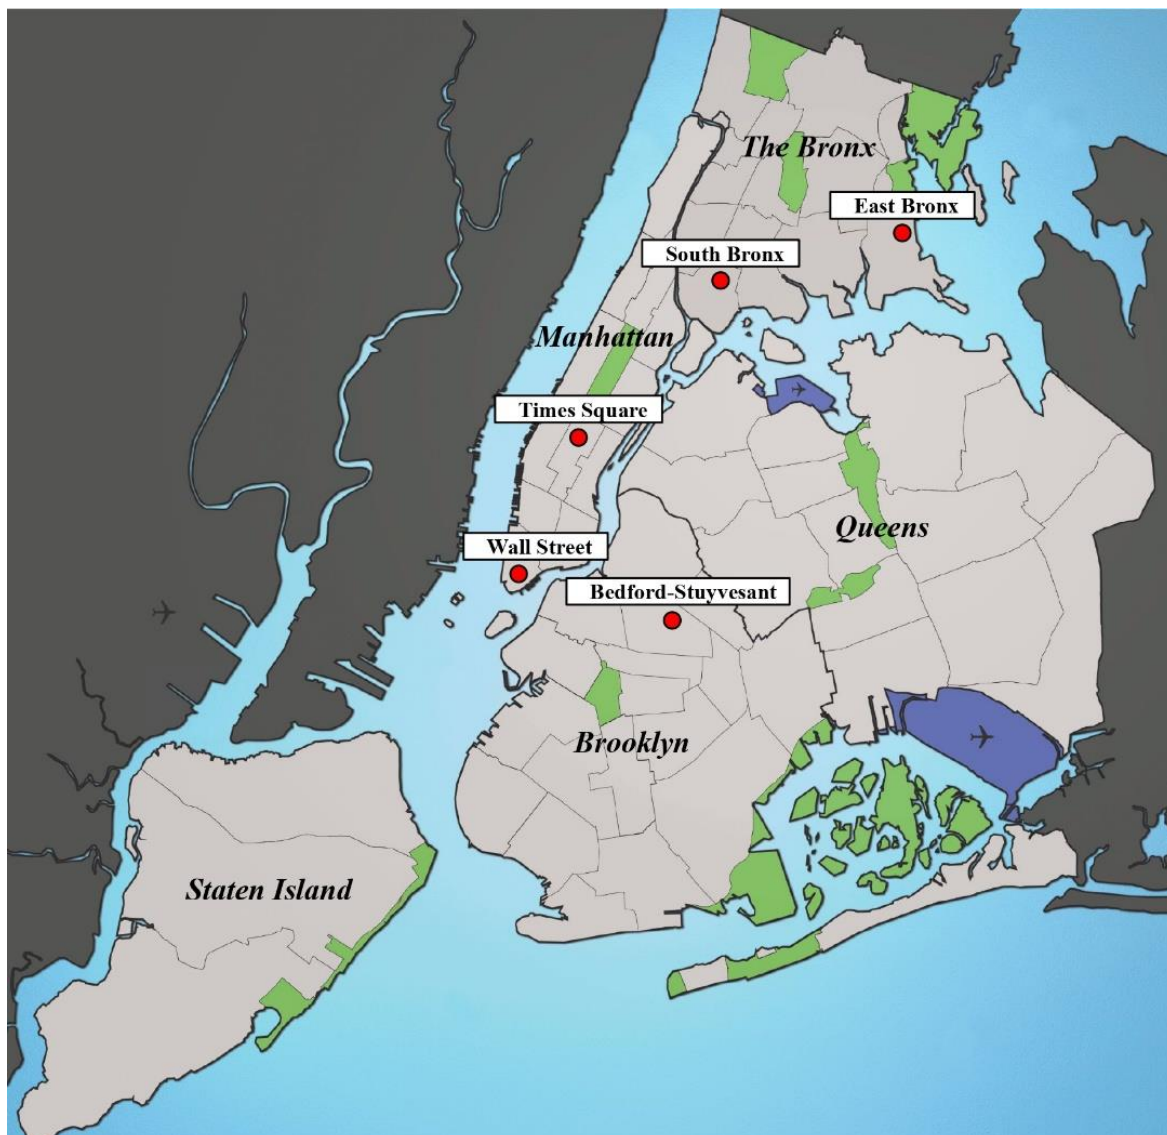 The Bronx
East Bronx
South Bronx
Manhattan
Times Square
Queens
Wall Street
Bedford-Stuyvesant
Brooklyn
Staten Island